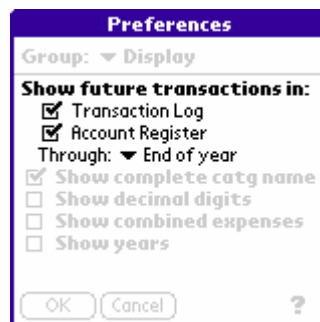 Preferences
Group: Display
Show future transactions in:
Transaction Log
Account Register
Through: End of year
Show complete catg name
Show decimal digits
Show combined expenses
Show years
OK Cancel ?